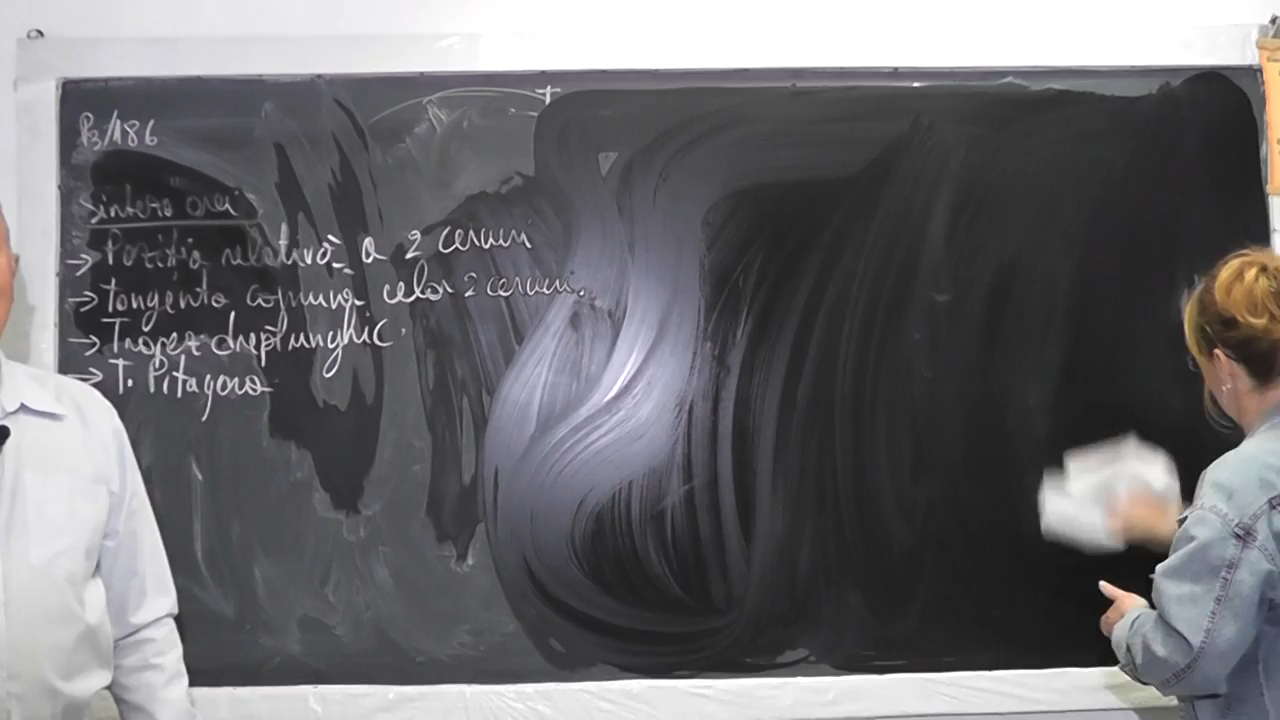 P3/186
Sinteza orei
→ Poziția relativă a 2 cercuri
→ tangenta comună celor 2 cercuri.
→ Trapez dreptunghic.
→ T. Pitagora
T